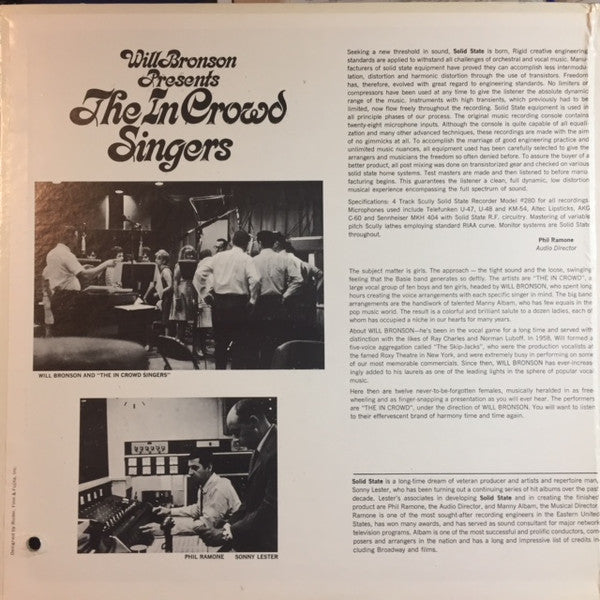 Will Bronson
Presents
The In Crowd
Singers
WILL BRONSON AND "THE IN CROWD SINGERS"
PHIL RAMONE SONNY LESTER
Designed by Rodin, Finn & Fujita, Inc.
Seeking a new threshold in sound, Solid State is born. Rigid creative engineering
standards are applied to withstand all challenges of orchestral and vocal music. Manu-
facturers of solid state equipment have proved they can accomplish less intermodu-
lation, distortion and harmonic distortion through the use of transistors. Freedom
has, therefore, evolved with great regard to engineering standards. No limiters or
compressors have been used at any time to give the listener the absolute dynamic
range of the music. Instruments with high transients, which previously had to be
limited, now flow freely throughout the recording. Solid State equipment is used in
all principle phases of our process. The original music recording console contains
twenty-eight microphone inputs. Although the console is quite capable of all equali-
zation and many other advanced techniques, these recordings are made with the aim
of no gimmicks at all. To accomplish the marriage of good engineering practice and
unlimited music nuances, all equipment used has been carefully selected to give the
arrangers and musicians the freedom so often denied before. To assure the buyer of a
better product, all post mixing was done on transistorized gear and checked on various
solid state home systems. Test masters are made and then listened to before manu-
facturing begins. This guarantees the listener a clean, full dynamic, low distortion
musical experience encompassing the full spectrum of sound.
Specifications: 4 Track Scully Solid State Recorder Model #280 for all recordings.
Microphones used include Telefunken U-47, U-48 and KM-54, Altec Lipsticks, AKG
C-60 and Sennheiser MKH 404 with Solid State R.F. circuitry. Mastering of variable
pitch Scully lathes employing standard RIAA curve. Monitor systems are Solid State
throughout.
Phil Ramone
Audio Director
The subject matter is girls. The approach — the tight sound and the loose, swinging
feeling that the Basie band generates so deftly. The artists are "THE IN CROWD", a
large vocal group of ten boys and ten girls, headed by WILL BRONSON, who spent long
hours creating the voice arrangements with each specific singer in mind. The big band
arrangements are the handiwork of talented Manny Albam, who has few equals in the
pop music world. The result is a colorful and brilliant salute to a dozen ladies, each of
whom has occupied a niche in our hearts for many years.
About WILL BRONSON—he's been in the vocal game for a long time and served with
distinction with the likes of Ray Charles and Norman Luboff. In 1958, Will formed a
five-voice aggregation called "The Skip-Jacks", who were the production vocalists at
the famed Roxy Theatre in New York, and were extremely busy in performing on some
of our most memorable commercials. Since then, WILL BRONSON has ever-increas-
ingly added to his laurels as one of the leading lights in the sphere of popular vocal
music.
Here then are twelve never-to-be-forgotten females, musically heralded in as free-
wheeling and as finger-snapping a presentation as you will ever hear. The performers
are "THE IN CROWD", under the direction of WILL BRONSON. You will want to listen
to their effervescent brand of harmony time and time again.
Solid State is a long-time dream of veteran producer and artists and repertoire man,
Sonny Lester, who has been turning out a continuing series of hit albums over the past
decade. Lester's associates in developing Solid State and in creating the finished
product are Phil Ramone, the Audio Director, and Manny Albam, the Musical Director.
Ramone is one of the most sought-after recording engineers in the Eastern United
States, has won many awards, and has served as sound consultant for major network
television programs. Albam is one of the most successful and prolific conductors, com-
posers and arrangers in the nation and has a long and impressive list of credits in-
cluding Broadway and films.